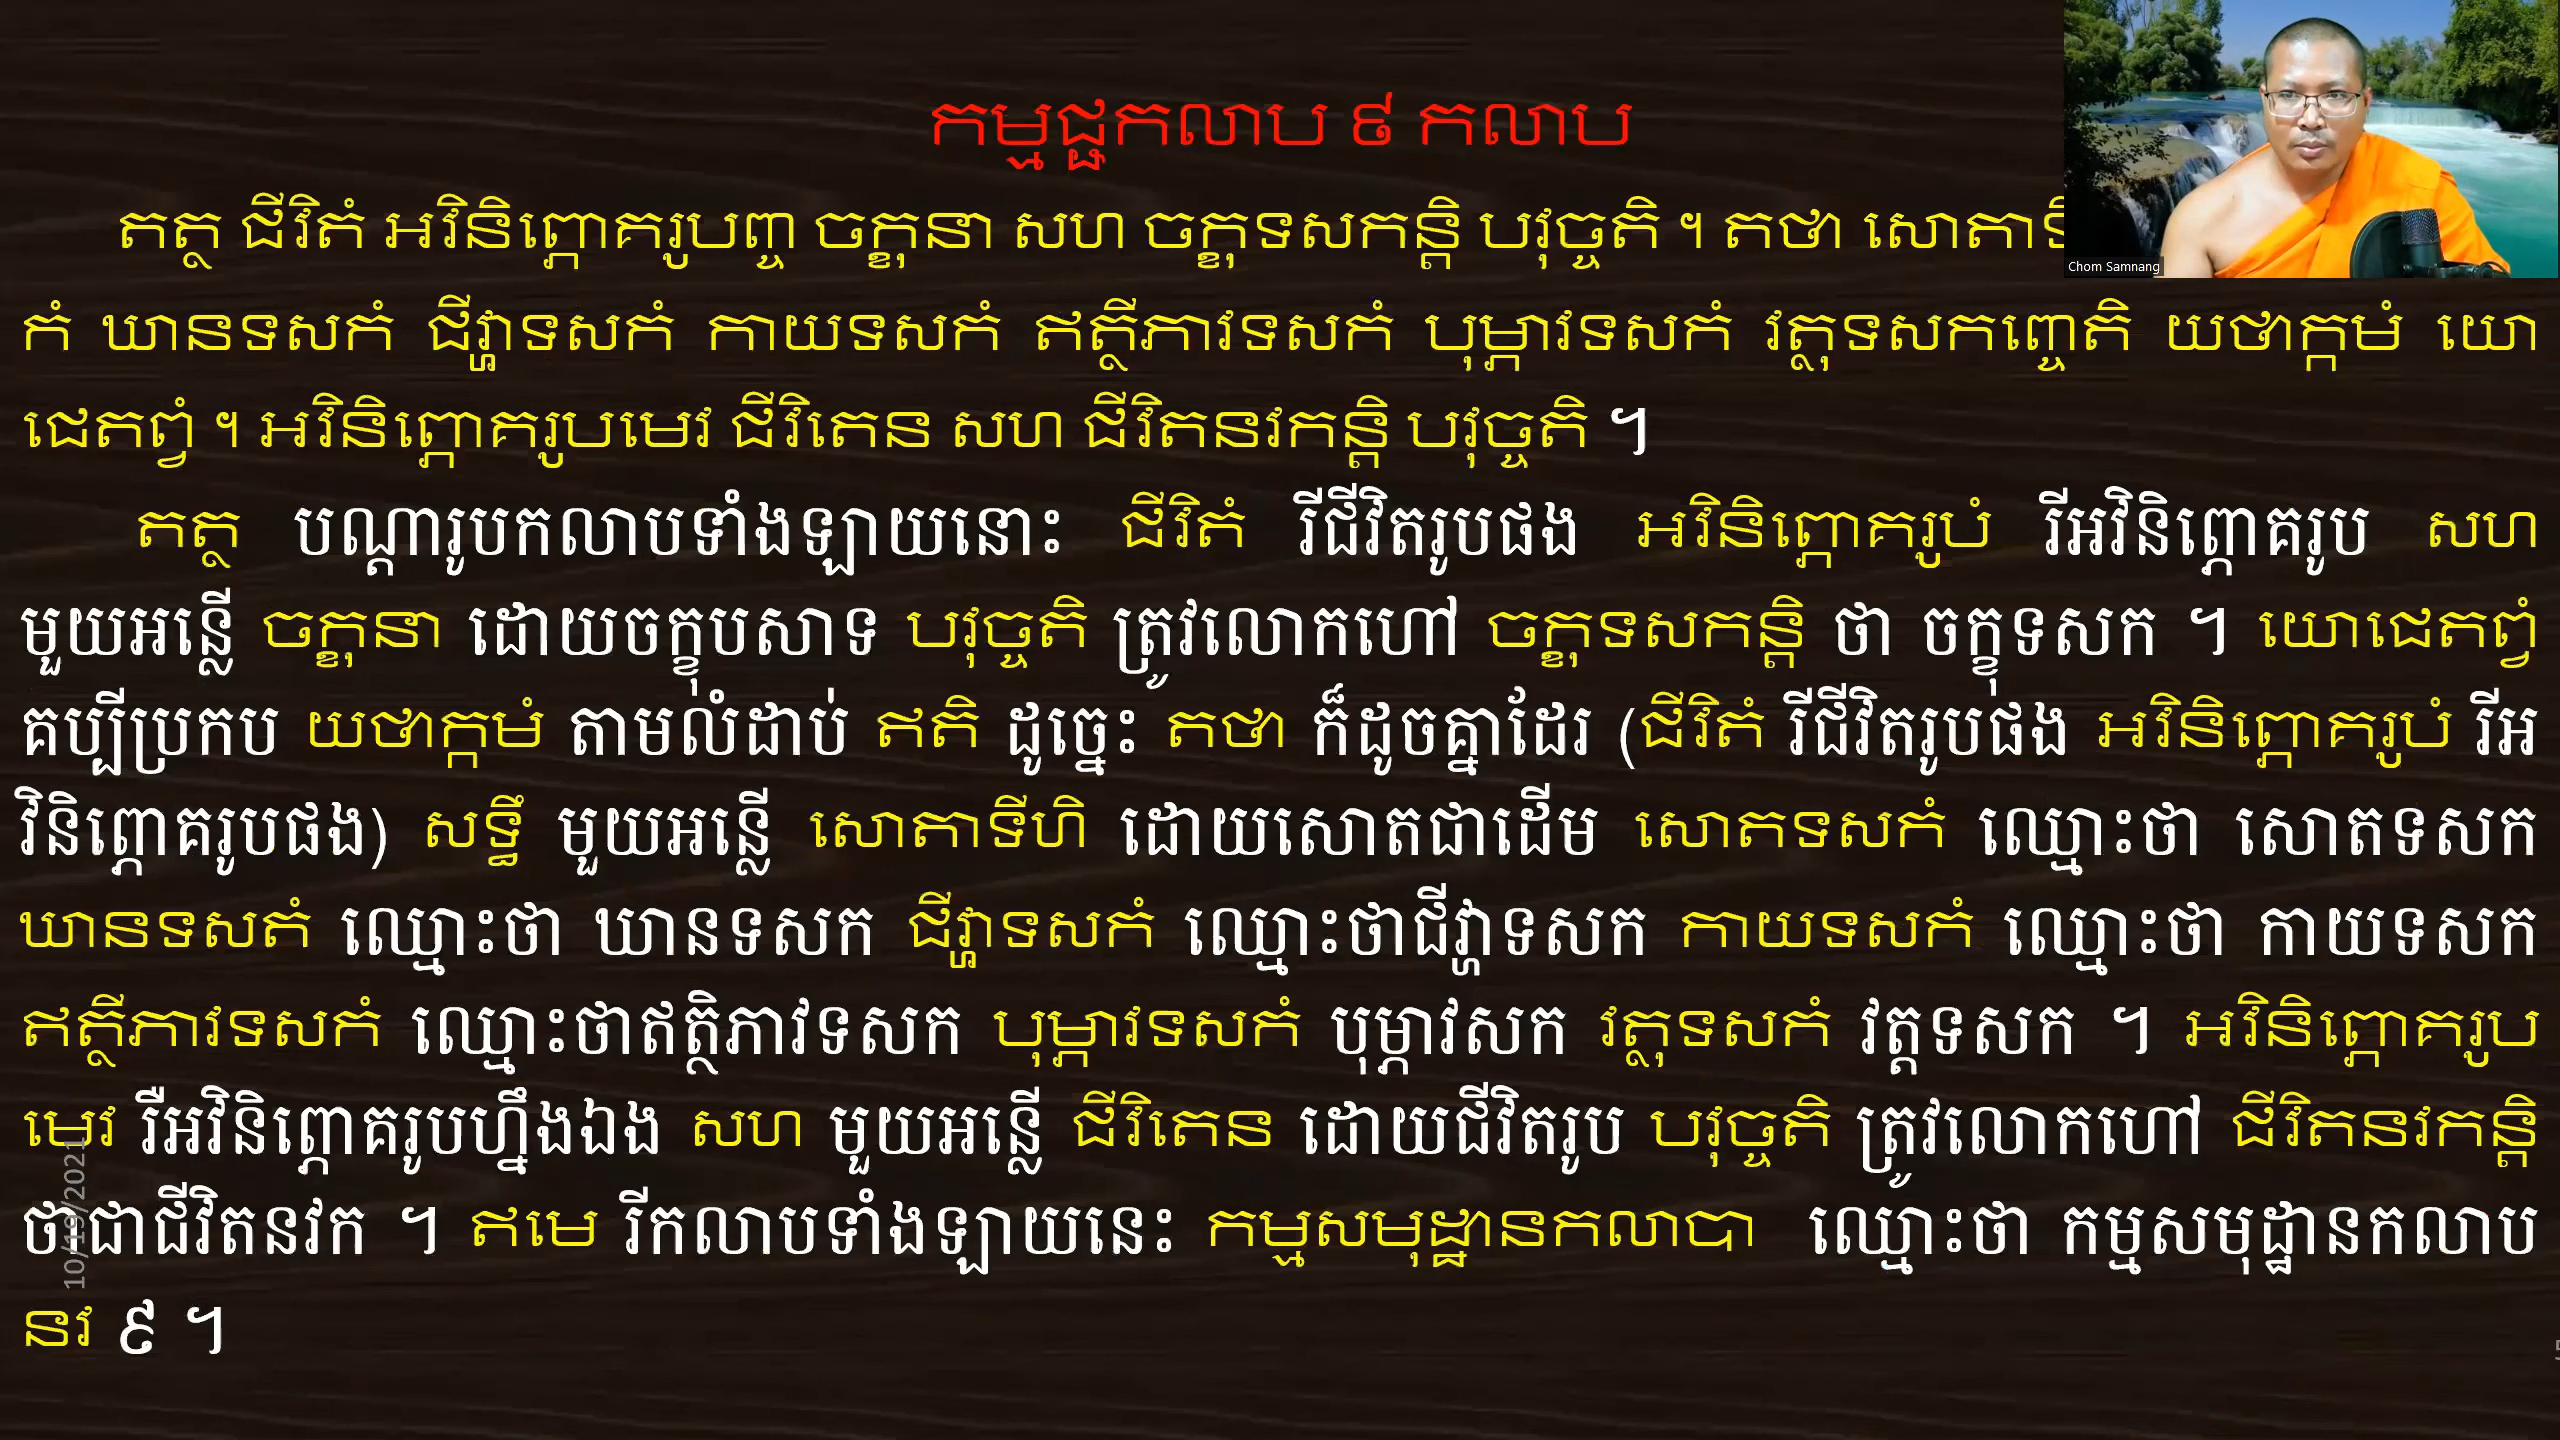 កម្មជ្ជកលាប ៩ កលាប
តត្ថ ជីវិតំ អវិនិព្ភោគរូបញ្ច ចក្ខុនា សហ ចក្ខុទសកន្តិ បវុច្ចតិ ។ តថា សោតាទិ
Chom Samnang
កំ ឃានទសកំ ជីវ្ហាទសកំ កាយទសកំ ឥត្ថីភាវទសកំ បុម្ភាវទសកំ វត្ថុទសកញ្ចេតិ យថាក្កមំ យោ
ជេតព្វំ ។ អវិនិព្ភោគរូបមេវ ជីវិតេន សហ ជីវិតនវកន្តិ បវុច្ចតិ ។
តត្ថ បណ្តារូបកលាបទាំងឡាយនោះ ជីវិតំ រីជីវិតរូបផង អវិនិព្ភោគរូបំ រីអវិនិព្ភោគរូប សហ
មួយអន្លើ ចក្ខុនា ដោយចក្ខុបសាទ បវុច្ចតិ ត្រូវលោកហៅ ចក្ខុទសកន្តិ ថា ចក្ខុទសក ។ យោជេតព្វំ
គប្បីប្រកប យថាក្កមំ តាមលំដាប់ ឥតិ ដូច្នេះ តថា ក៏ដូចគ្នាដែរ (ជីវិតំ រីជីវិតរូបផង អវិនិព្ភោគរូបំ រីអ
វិនិព្ភោគរូបផង) សទ្ធឹ មួយអន្លើ សោតាទីហិ ដោយសោតជាដើម សោតទសកំ ឈ្មោះថា សោតទសក
ឃានទសតំ ឈ្មោះថា ឃានទសក ជីវ្ហាទសកំ ឈ្មោះថាជីវ្ហាទសក កាយទសកំ ឈ្មោះថា កាយទសក
ឥត្ថីភាវទសកំ ឈ្មោះថាឥត្ថិភាវទសក បុម្ភាវទសកំ បុម្ភាវសក វត្ថុទសកំ វត្តទសក ។ អវិនិព្ភោគរូប
មេវ រីអវិនិព្ភោគរូបហ្នឹងឯង សហ មួយអន្លើ ជីវិតេន ដោយជីវិតរូប បវុច្ចតិ ត្រូវលោកហៅ ជីវិតនវកន្តិ
ថាជាជីវិតនវក ។ ឥមេ រីកលាបទាំងឡាយនេះ កម្មសមុដ្ឋានកលាបា ឈ្មោះថា កម្មសមុដ្ឋានកលាប
នវ ៩ ។
10/19/2021